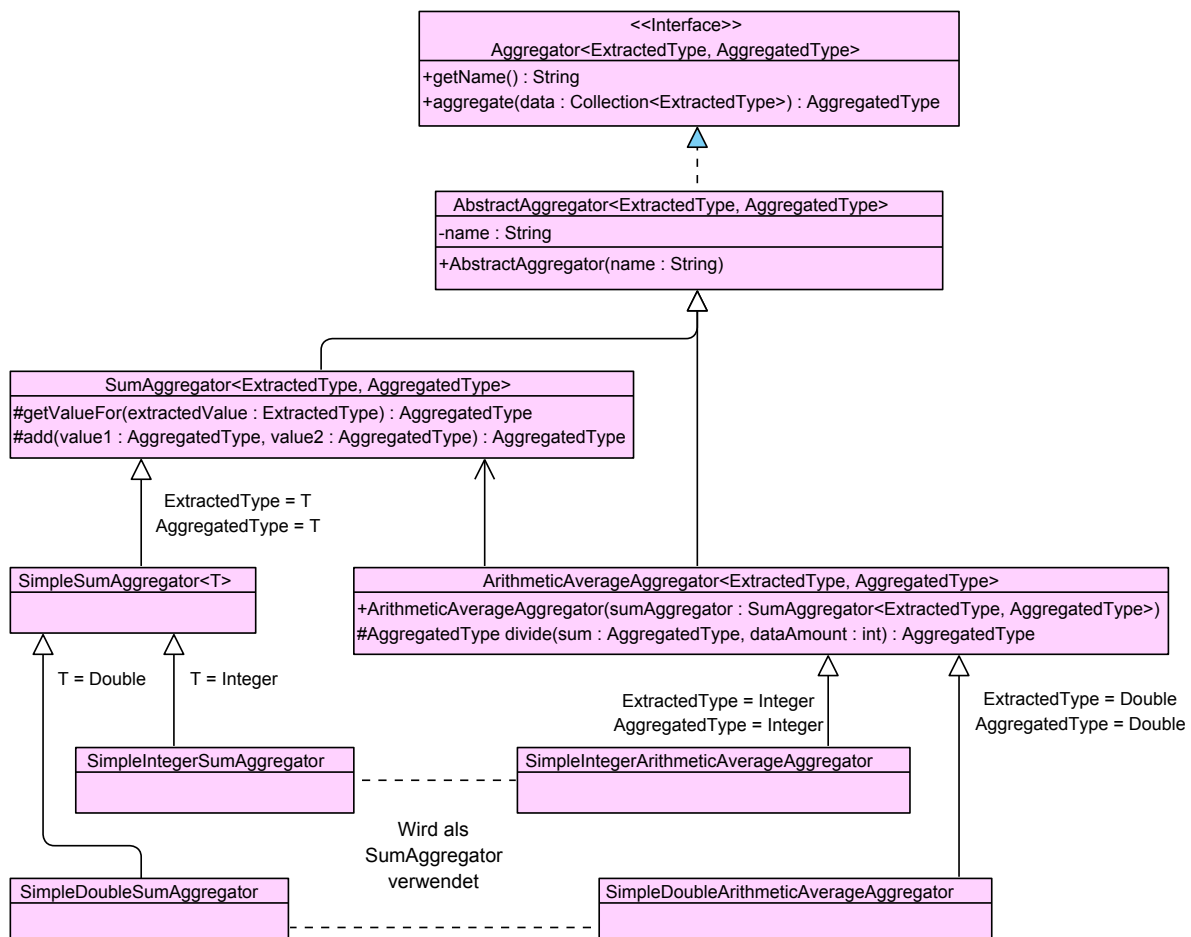 <<Interface>>
Aggregator<ExtractedType, AggregatedType>
+getName() : String
+aggregate(data : Collection<ExtractedType>) : AggregatedType
AbstractAggregator<ExtractedType, AggregatedType>
-name : String
+AbstractAggregator(name : String)
SumAggregator<ExtractedType, AggregatedType>
#getValueFor(extractedValue : ExtractedType) : AggregatedType
#add(value1 : AggregatedType, value2 : AggregatedType) : AggregatedType
ExtractedType = T
AggregatedType = T
SimpleSumAggregator<T>
ArithmeticAverageAggregator<ExtractedType, AggregatedType>
+ArithmeticAverageAggregator(sumAggregator : SumAggregator<ExtractedType, AggregatedType>)
#AggregatedType divide(sum : AggregatedType, dataAmount : int) : AggregatedType
T = Double
T = Integer
ExtractedType = Integer
AggregatedType = Integer
ExtractedType = Double
AggregatedType = Double
SimpleIntegerSumAggregator
SimpleIntegerArithmeticAverageAggregator
Wird als
SumAggregator
verwendet
SimpleDoubleSumAggregator
SimpleDoubleArithmeticAverageAggregator